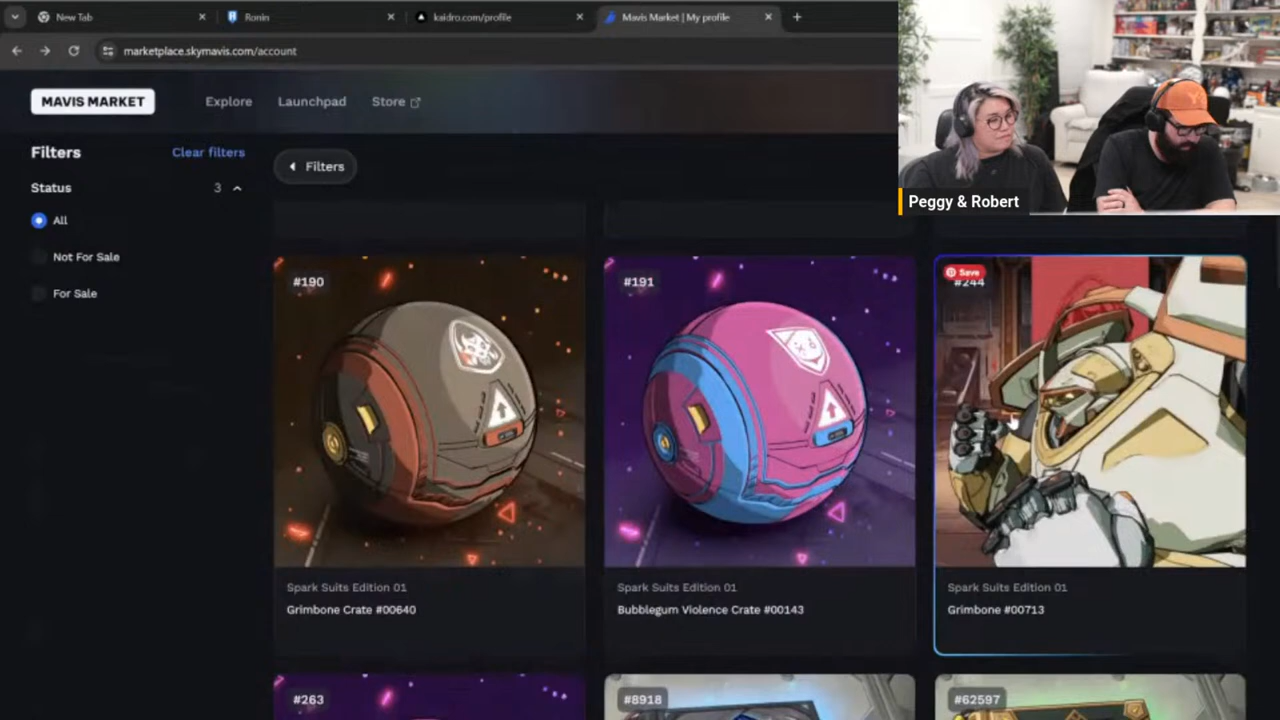 New Tab
Ronin
kaidro.com/profile
Mavis Market | My profile
marketplace.skymavis.com/account
MAVIS MARKET
Explore
Launchpad
Store
Filters
Clear filters
Filters
Status
3
All
Not For Sale
For Sale
Peggy & Robert
#190
#191
Save
#244
Spark Suits Edition 01
Grimbone Crate #00640
Spark Suits Edition 01
Bubblegum Violence Crate #00143
Spark Suits Edition 01
Grimbone #00713
#263
#8918
#62597